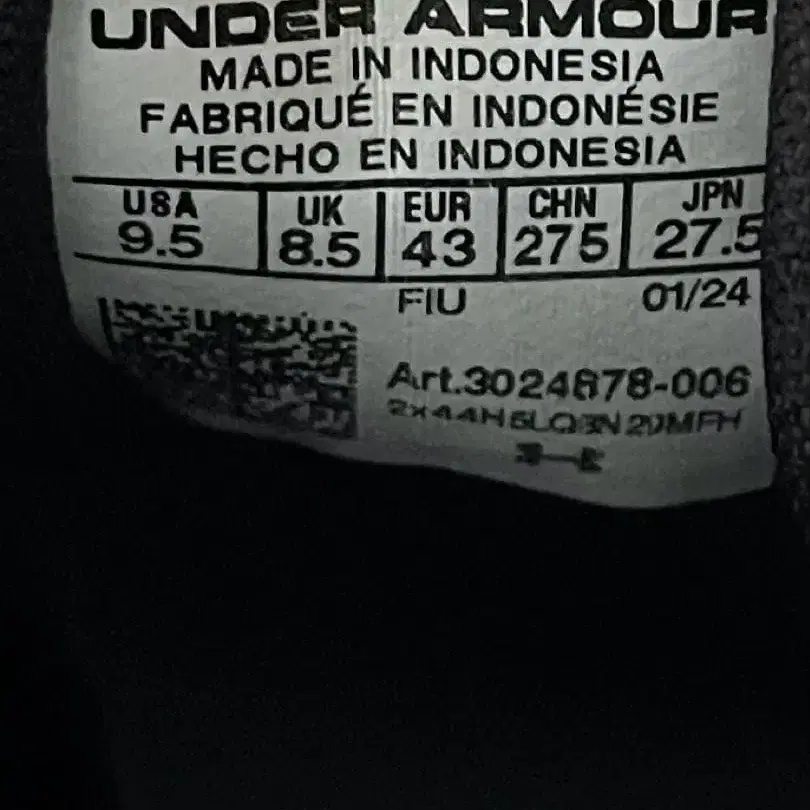 UNDER ARMOUR
MADE IN INDONESIA
FABRIQUÉ EN INDONÉSIE
HECHO EN INDONESIA
USA UK EUR CHN JPN
9.5 8.5 43 275 27.5
FIU 01/24
Art.3024878-006